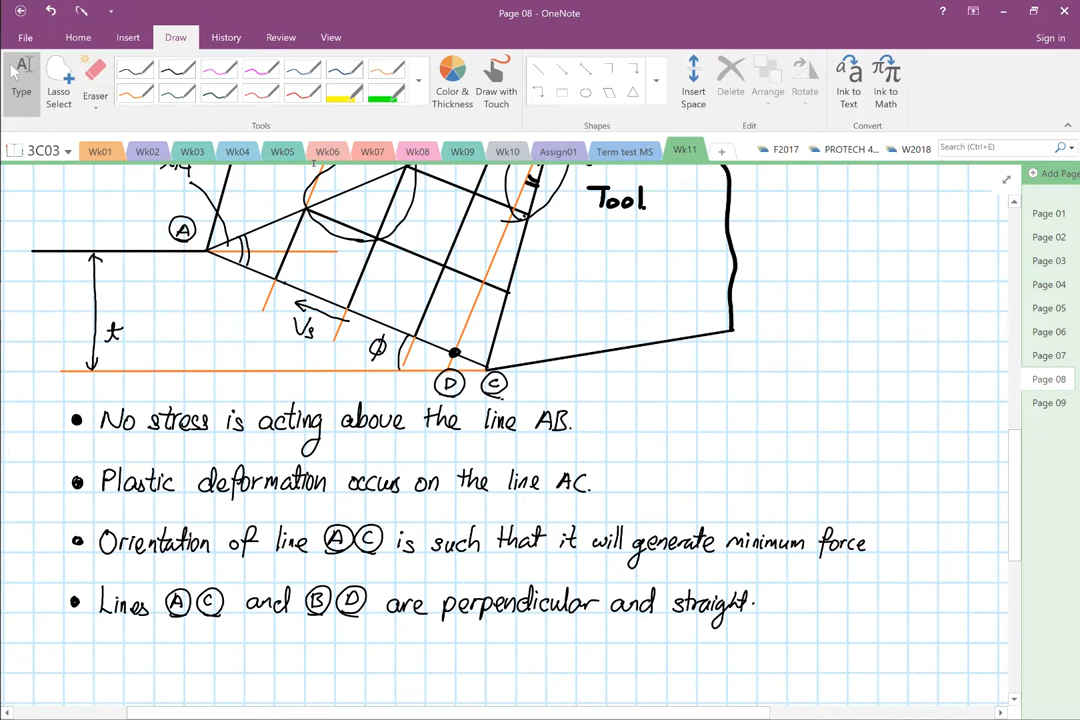 Page 08 - OneNote
? 
File Home Insert Draw History Review View Sign in
Type Lasso Select Eraser Color & Thickness Draw with Touch Insert Space Delete Arrange Rotate Ink to Text Ink to Math
Tools Shapes Edit Convert
3C03 Wk01 Wk02 Wk03 Wk04 Wk05 Wk06 Wk07 Wk08 Wk09 Wk10 Assign01 Term test MS Wk11 F2017 PROTECH 4... W2018 Search (Ctrl+E)
Add Page
Page 01
Page 02
Page 03
Page 04
Page 05
Page 06
Page 07
Page 08
Page 09
Tool.
A
t
Vs
ϕ
D C
• No stress is acting above the line AB.
• Plastic deformation occurs on the line AC.
• Orientation of line A C is such that it will generate minimum force
• Lines A C and B D are perpendicular and straight.